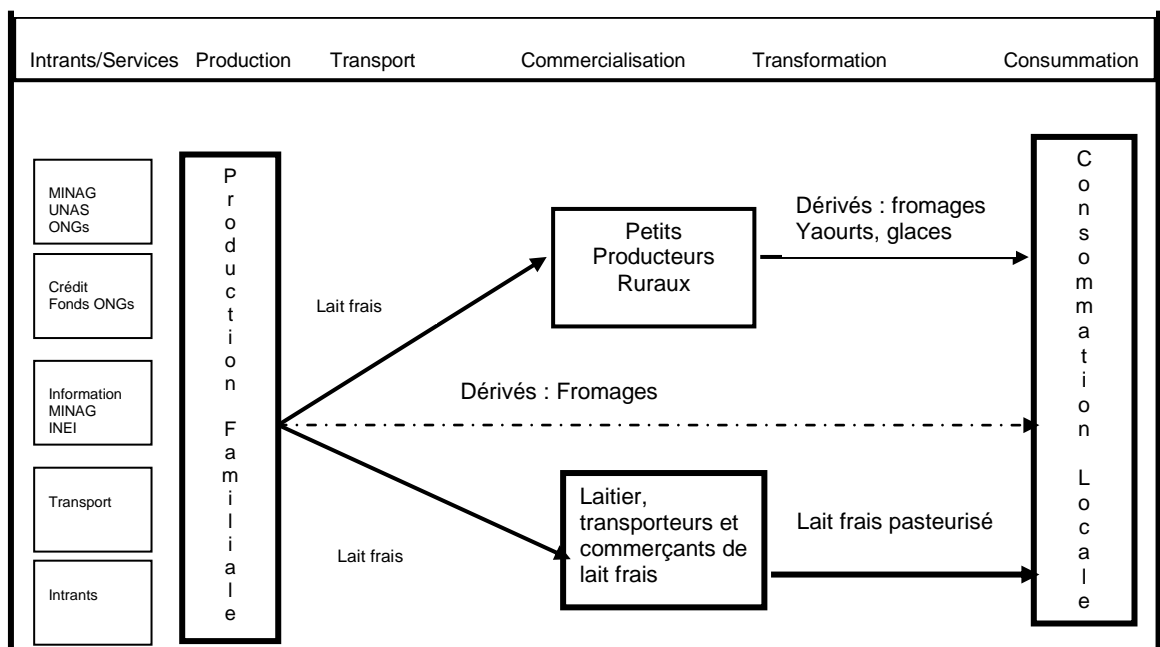 Intrants/Services Production Transport Commercialisation Transformation Consummation
MINAG
UNAS
ONGs
Crédit
Fonds ONGs
Information
MINAG
INEI
Transport
Intrants
Production Familiale
Lait frais
Lait frais
Petits
Producteurs
Ruraux
Dérivés : fromages
Yaourts, glaces
Dérivés : Fromages
Laitier,
transporteurs et
commerçants de
lait frais
Lait frais pasteurisé
Consommation Locale